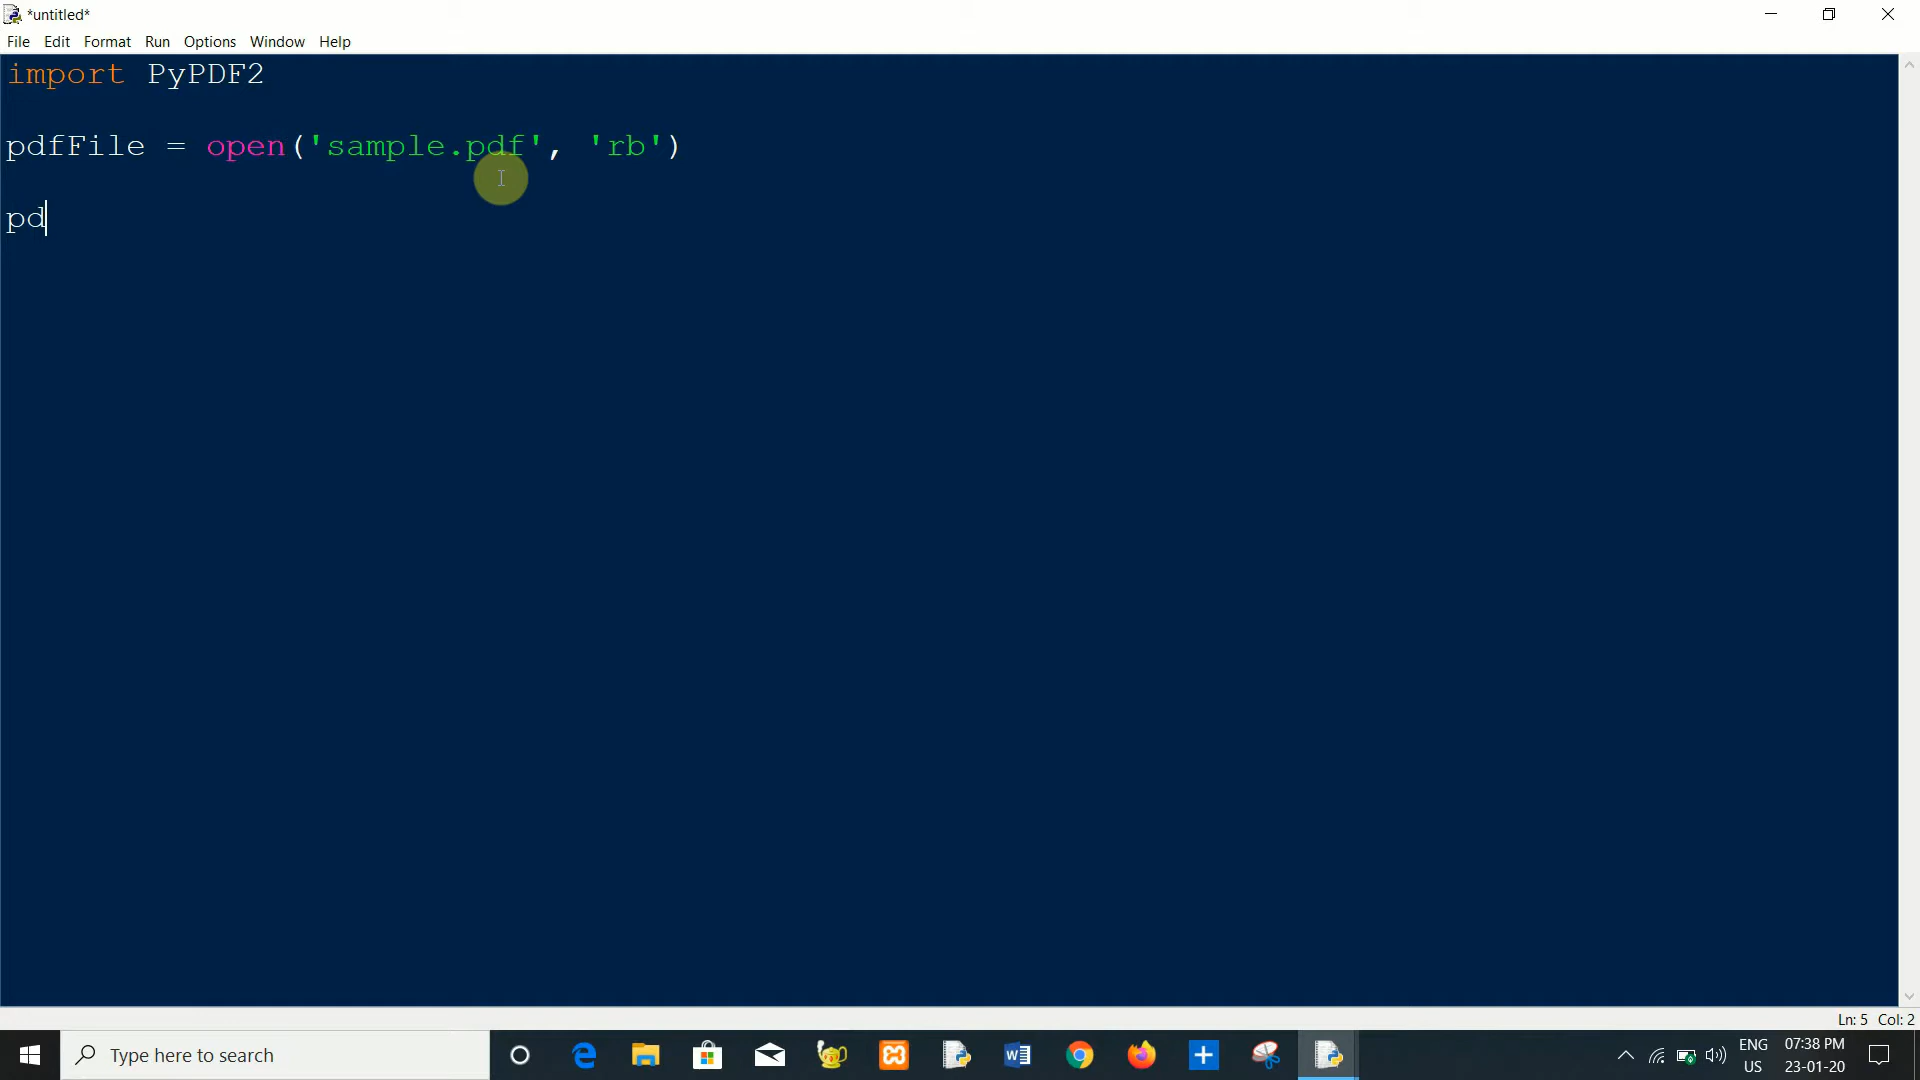 *untitled*
File Edit Format Run Options Window Help
import PyPDF2
pdfFile = open('sample.pdf', 'rb')
pd
Ln: 5 Col: 2
Type here to search
ENG
US
07:38 PM
23-01-20